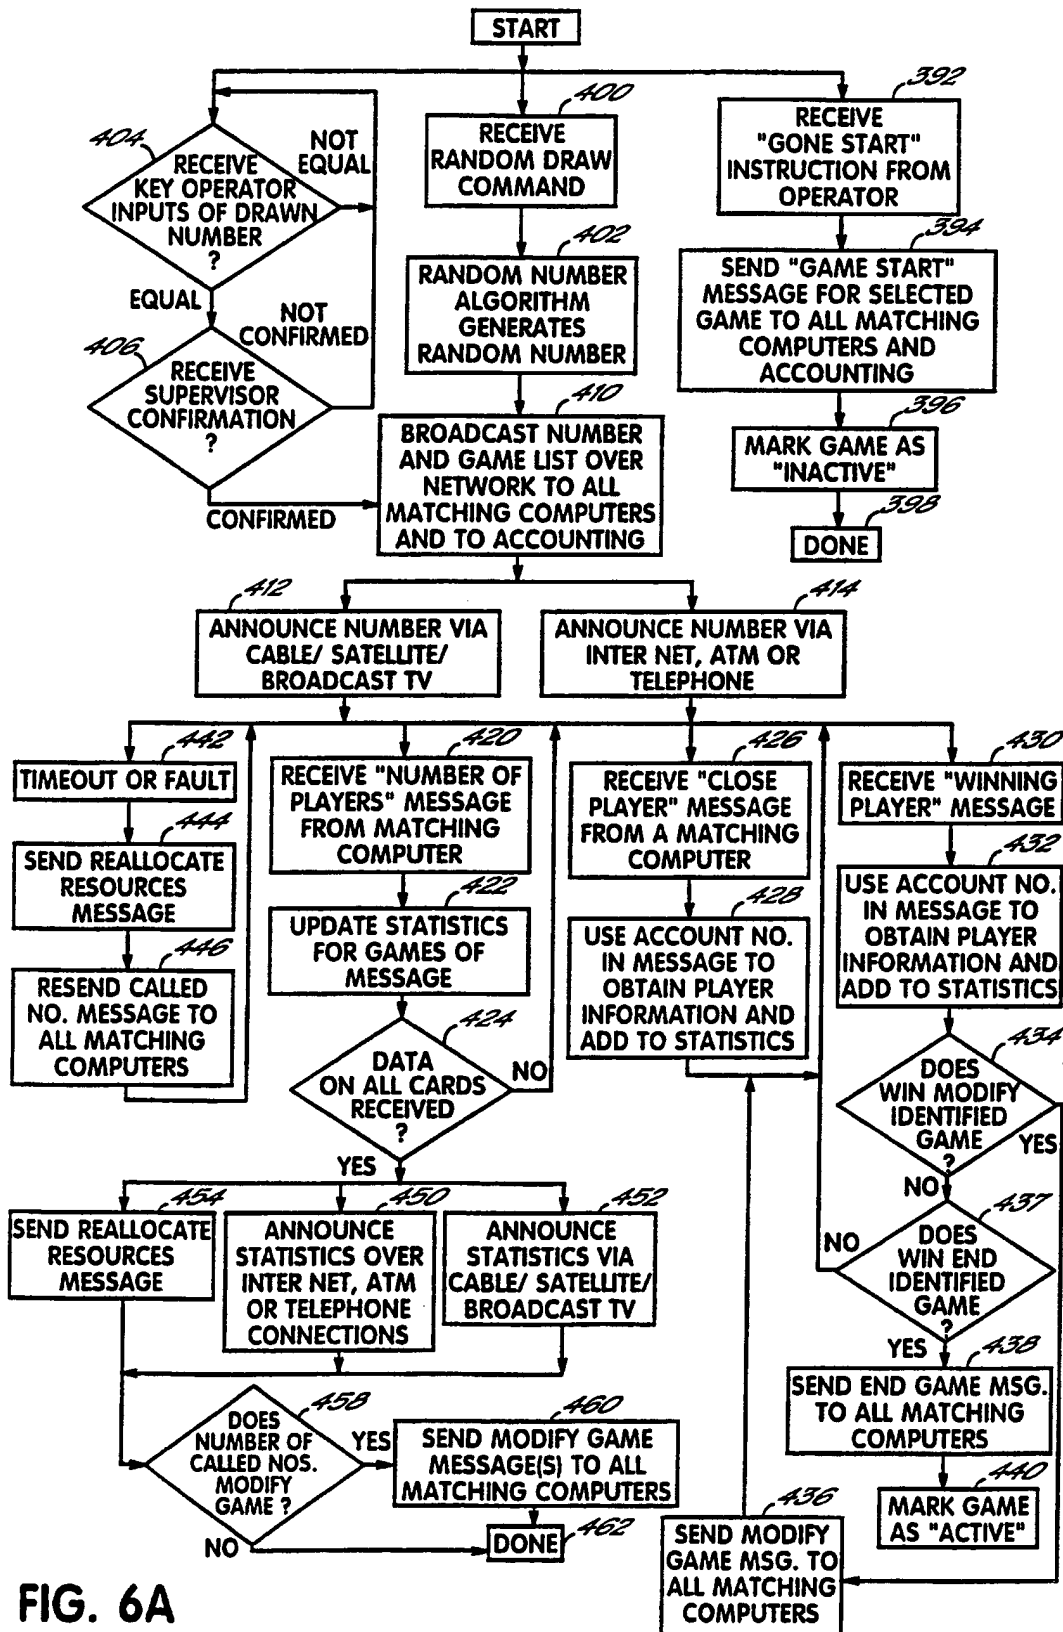 START
400
RECEIVE
RANDOM DRAW
COMMAND
392
RECEIVE
"GONE START"
INSTRUCTION FROM
OPERATOR
404
RECEIVE
KEY OPERATOR
INPUTS OF DRAWN
NUMBER
?
NOT
EQUAL
EQUAL
NOT
CONFIRMED
402
RANDOM NUMBER
ALGORITHM
GENERATES
RANDOM NUMBER
394
SEND "GAME START"
MESSAGE FOR SELECTED
GAME TO ALL MATCHING
COMPUTERS AND
ACCOUNTING
406
RECEIVE
SUPERVISOR
CONFIRMATION
?
CONFIRMED
410
BROADCAST NUMBER
AND GAME LIST OVER
NETWORK TO ALL
MATCHING COMPUTERS
AND TO ACCOUNTING
396
MARK GAME AS
"INACTIVE"
398
DONE
412
ANNOUNCE NUMBER VIA
CABLE/ SATELLITE/
BROADCAST TV
414
ANNOUNCE NUMBER VIA
INTER NET, ATM OR
TELEPHONE
442
TIMEOUT OR FAULT
444
SEND REALLOCATE
RESOURCES
MESSAGE
446
RESEND CALLED
NO. MESSAGE TO
ALL MATCHING
COMPUTERS
420
RECEIVE "NUMBER OF
PLAYERS" MESSAGE
FROM MATCHING
COMPUTER
422
UPDATE STATISTICS
FOR GAMES OF
MESSAGE
424
DATA
ON ALL CARDS
RECEIVED
?
NO
YES
426
RECEIVE "CLOSE
PLAYER" MESSAGE
FROM A MATCHING
COMPUTER
428
USE ACCOUNT NO.
IN MESSAGE TO
OBTAIN PLAYER
INFORMATION AND
ADD TO STATISTICS
430
RECEIVE "WINNING
PLAYER" MESSAGE
432
USE ACCOUNT NO.
IN MESSAGE TO
OBTAIN PLAYER
INFORMATION AND
ADD TO STATISTICS
434
DOES
WIN MODIFY
IDENTIFIED
GAME
?
YES
NO
437
DOES
WIN END
IDENTIFIED
GAME
?
NO
YES
438
SEND END GAME MSG.
TO ALL MATCHING
COMPUTERS
440
MARK GAME
AS "ACTIVE"
436
SEND MODIFY
GAME MSG. TO
ALL MATCHING
COMPUTERS
454
SEND REALLOCATE
RESOURCES
MESSAGE
450
ANNOUNCE
STATISTICS OVER
INTER NET, ATM
OR TELEPHONE
CONNECTIONS
452
ANNOUNCE
STATISTICS VIA
CABLE/ SATELLITE/
BROADCAST TV
458
DOES
NUMBER OF
CALLED NOS.
MODIFY
GAME ?
YES
NO
460
SEND MODIFY GAME
MESSAGE(S) TO ALL
MATCHING COMPUTERS
DONE
462
FIG. 6A